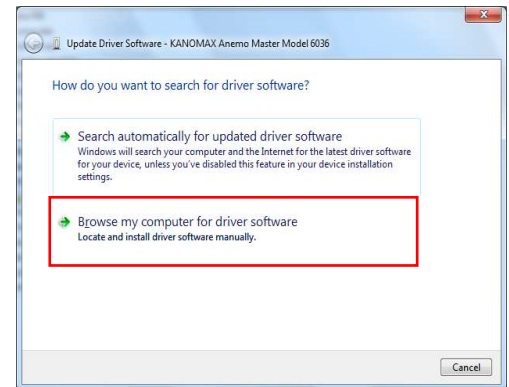 Update Driver Software - KANOMAX Anemo Master Model 6036
How do you want to search for driver software?
Search automatically for updated driver software
Windows will search your computer and the Internet for the latest driver software
for your device, unless you've disabled this feature in your device installation
settings.
Browse my computer for driver software
Locate and install driver software manually.
Cancel